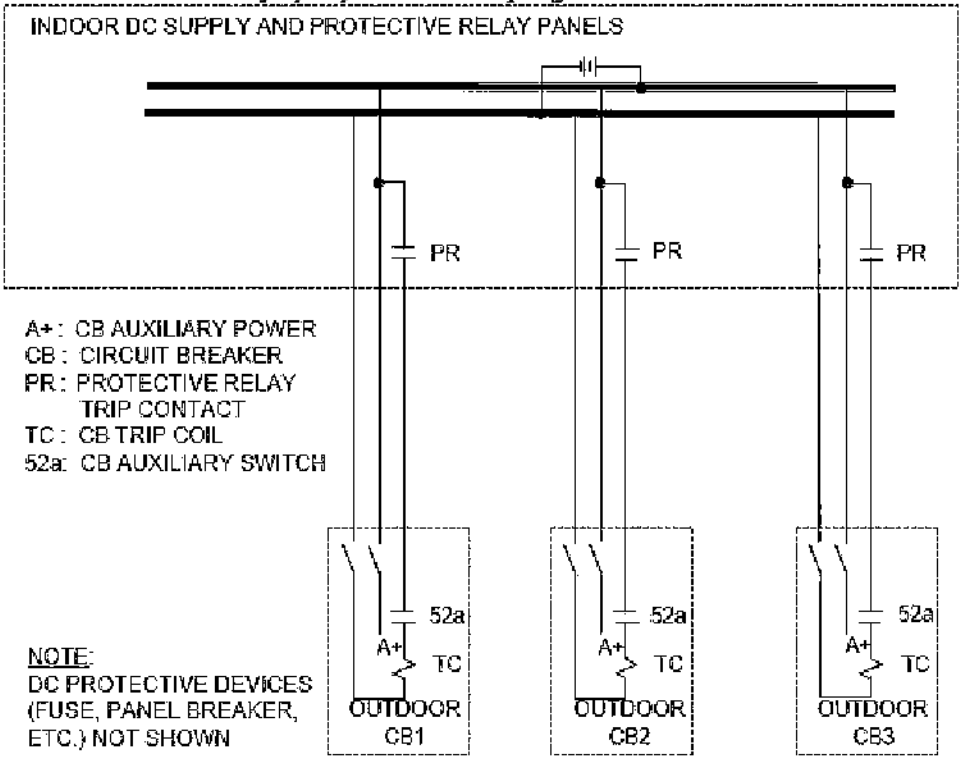 INDOOR DC SUPPLY AND PROTECTIVE RELAY PANELS
PR
PR
PR
A+: CB AUXILIARY POWER
CB: CIRCUIT BREAKER
PR: PROTECTIVE RELAY
TRIP CONTACT
TC: CB TRIP COIL
52a: CB AUXILIARY SWITCH
52a
52a
52a
A+
TC
A+
TC
A+
TC
NOTE:
DC PROTECTIVE DEVICES
(FUSE, PANEL BREAKER,
ETC.) NOT SHOWN
OUTDOOR
CB1
OUTDOOR
CB2
OUTDOOR
CB3